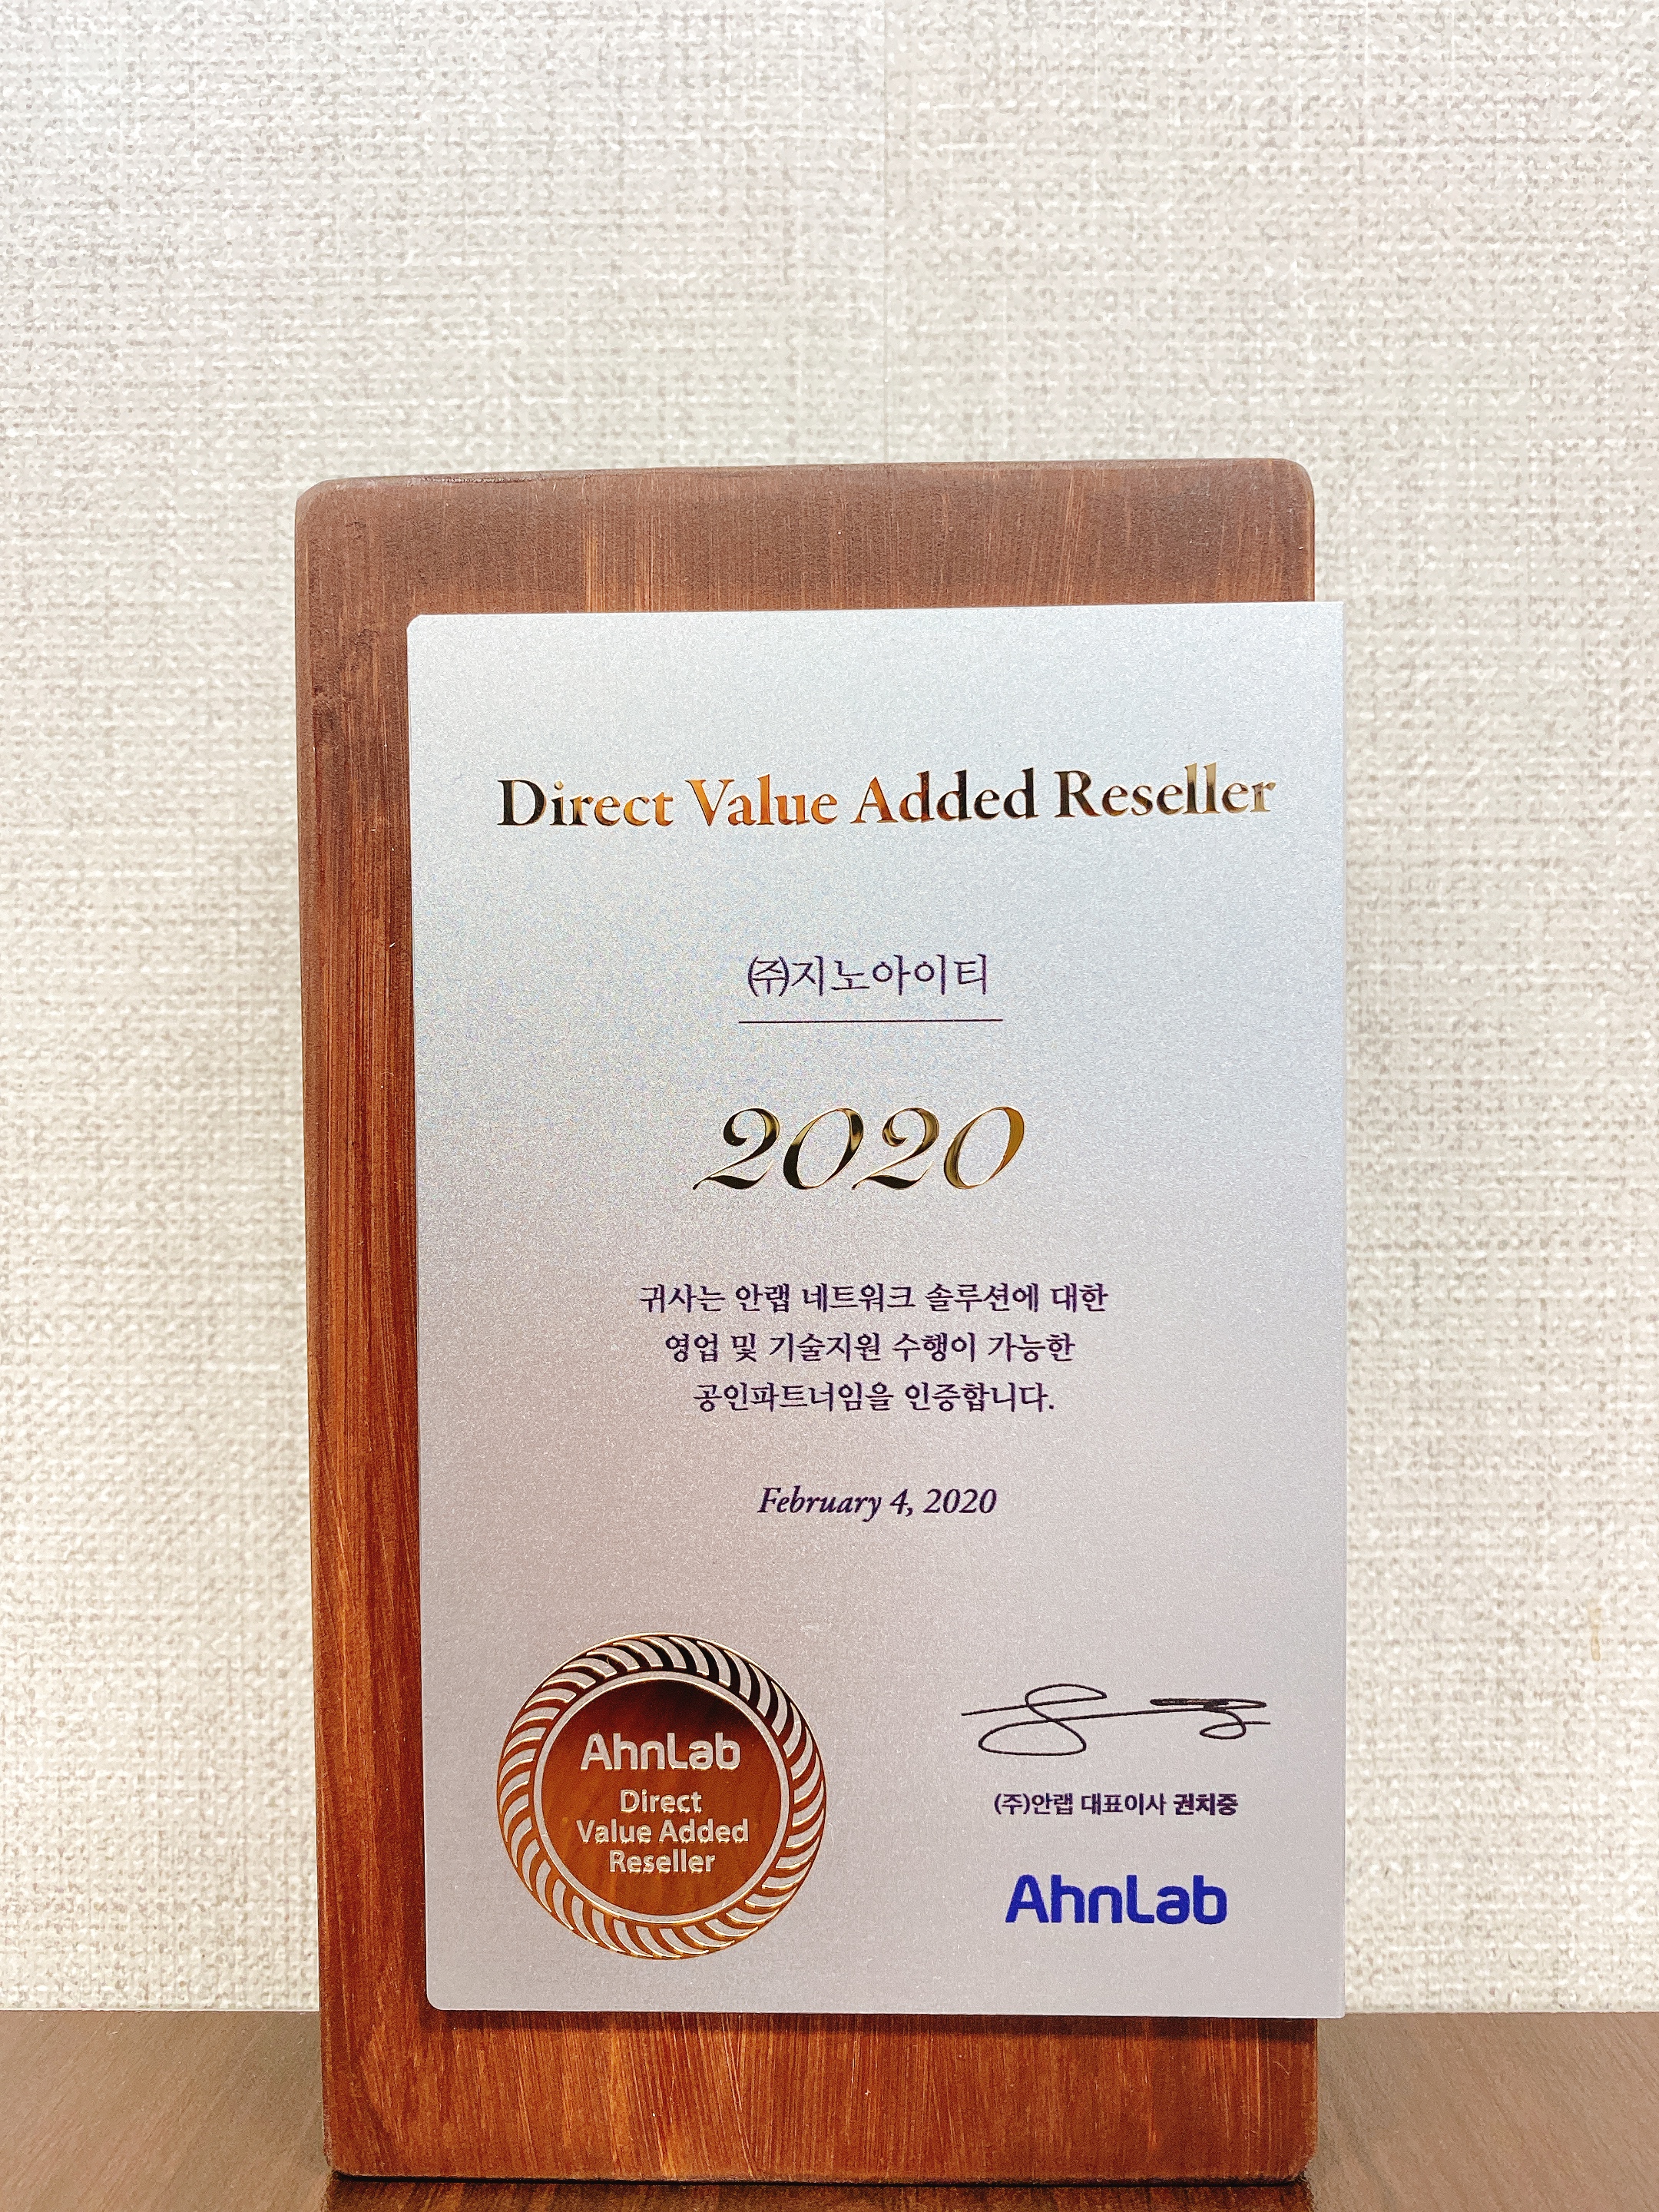 Direct Value Added Reseller
㈜지노아이티
2020
귀사는 안랩 네트워크 솔루션에 대한
영업 및 기술지원 수행이 가능한
공인파트너임을 인증합니다.
February 4, 2020
AhnLab
Direct
Value Added
Reseller
(주)안랩 대표이사 권치중
AhnLab